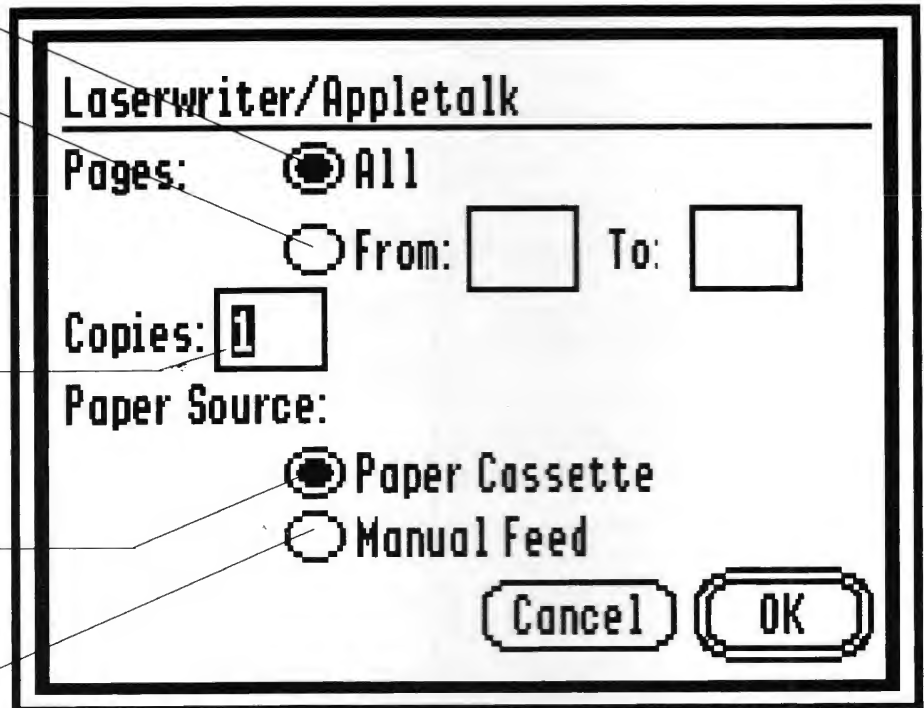 Laserwriter/Appletalk
Pages: All
From: To:
Copies: 1
Paper Source:
Paper Cassette
Manual Feed
Cancel OK